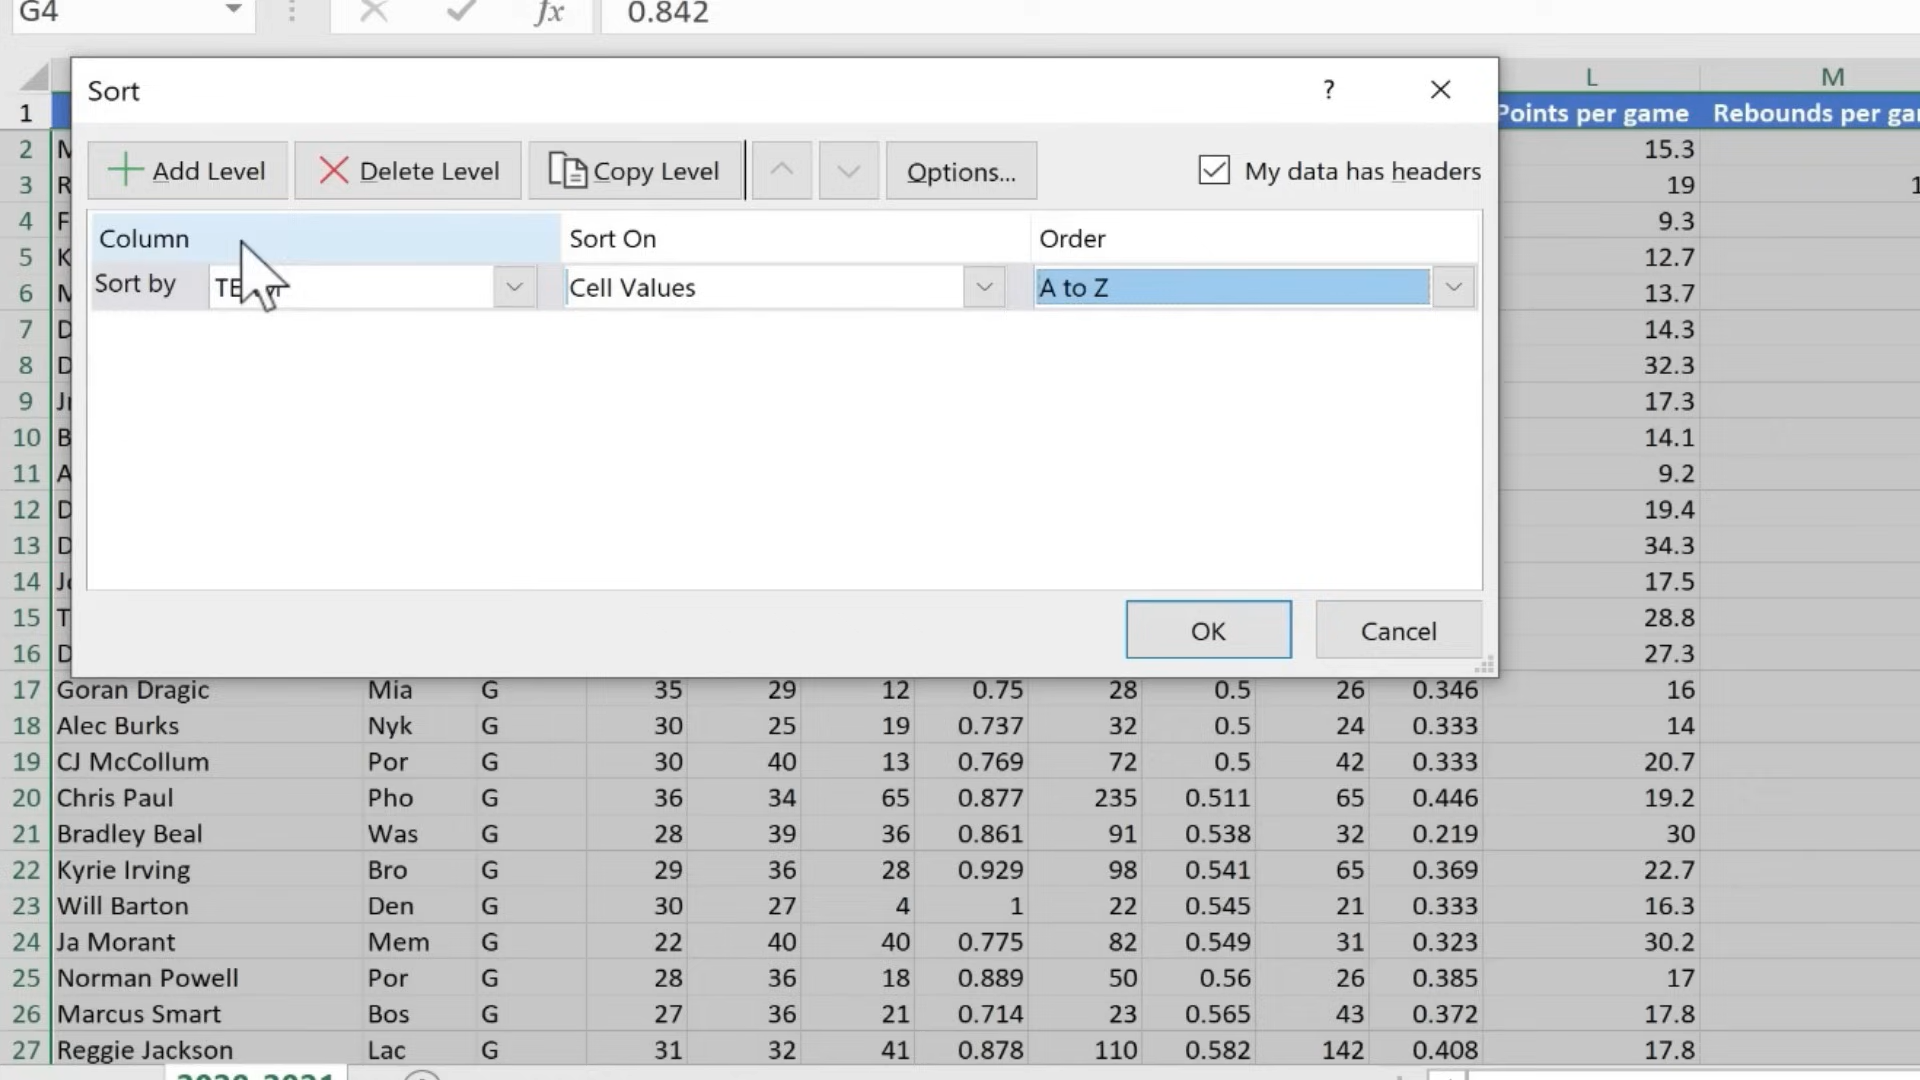 G4 fx 0.842
L M
1 Points per game Rebounds per
Sort ?
Add Level Delete Level Copy Level Options... My data has headers
Column Sort On Order
Sort by Cell Values A to Z
OK Cancel
2 15.3
3 19
4 9.3
5 12.7
6 13.7
7 14.3
8 32.3
9 17.3
10 14.1
11 9.2
12 19.4
13 34.3
14 17.5
15 28.8
16 27.3
17 Goran Dragic Mia G 35 29 12 0.75 28 0.5 26 0.346 16
18 Alec Burks Nyk G 30 25 19 0.737 32 0.5 24 0.333 14
19 CJ McCollum Por G 30 40 13 0.769 72 0.5 42 0.333 20.7
20 Chris Paul Pho G 36 34 65 0.877 235 0.511 65 0.446 19.2
21 Bradley Beal Was G 28 39 36 0.861 91 0.538 32 0.219 30
22 Kyrie Irving Bro G 29 36 28 0.929 98 0.541 65 0.369 22.7
23 Will Barton Den G 30 27 4 1 22 0.545 21 0.333 16.3
24 Ja Morant Mem G 22 40 40 0.775 82 0.549 31 0.323 30.2
25 Norman Powell Por G 28 36 18 0.889 50 0.56 26 0.385 17
26 Marcus Smart Bos G 27 36 21 0.714 23 0.565 43 0.372 17.8
27 Reggie Jackson Lac G 31 32 41 0.878 110 0.582 142 0.408 17.8